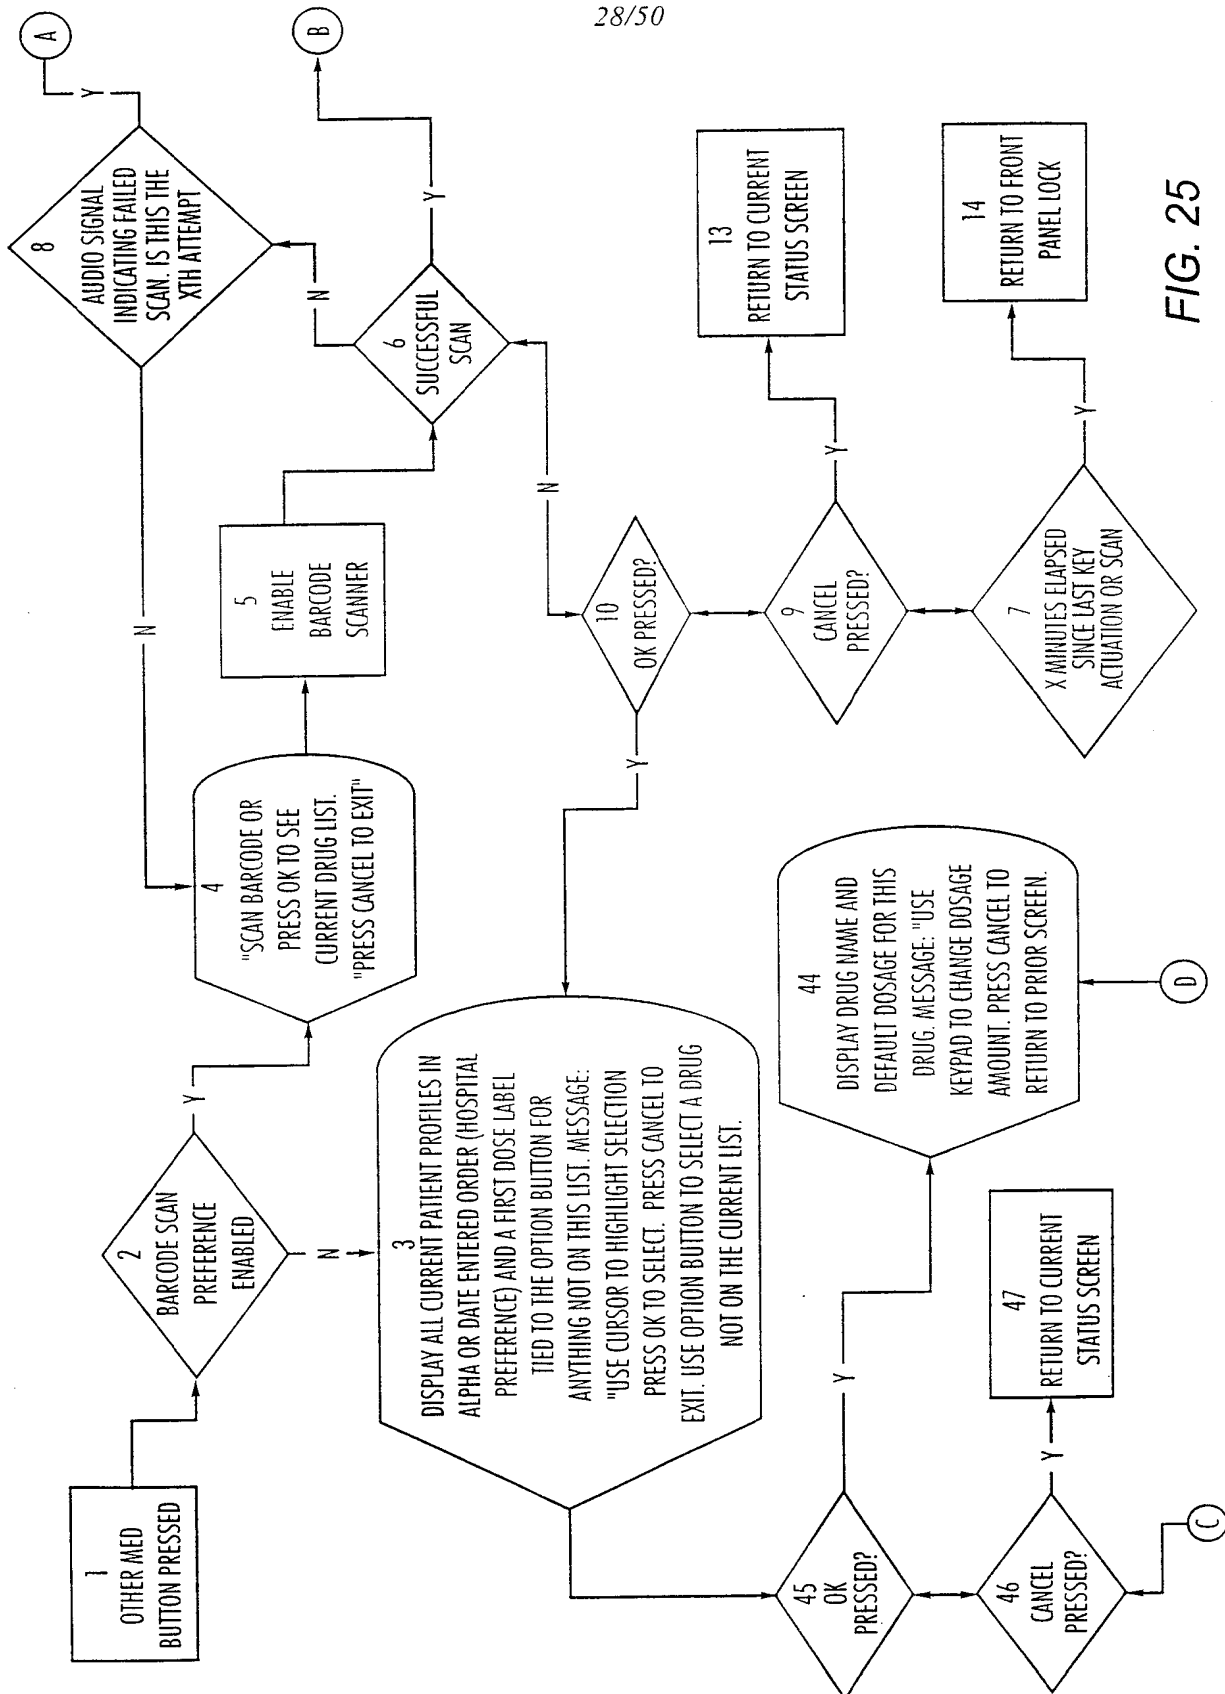 28/50
1
OTHER MED
BUTTON PRESSED
2
BARCODE SCAN
PREFERENCE
ENABLED
Y
N
4
"SCAN BARCODE OR
PRESS OK TO SEE
CURRENT DRUG LIST.
"PRESS CANCEL TO EXIT"
5
ENABLE
BARCODE
SCANNER
N
8
AUDIO SIGNAL
INDICATING FAILED
SCAN. IS THIS THE
XTH ATTEMPT
Y
A
6
SUCCESSFUL
SCAN
N
Y
B
N
3
DISPLAY ALL CURRENT PATIENT PROFILES IN
ALPHA OR DATE ENTERED ORDER (HOSPITAL
PREFERENCE) AND A FIRST DOSE LABEL
TIED TO THE OPTION BUTTON FOR
ANYTHING NOT ON THIS LIST. MESSAGE:
"USE CURSOR TO HIGHLIGHT SELECTION
PRESS OK TO SELECT. PRESS CANCEL TO
EXIT. USE OPTION BUTTON TO SELECT A DRUG
NOT ON THE CURRENT LIST.
Y
10
OK PRESSED?
9
CANCEL
PRESSED?
Y
13
RETURN TO CURRENT
STATUS SCREEN
7
X MINUTES ELAPSED
SINCE LAST KEY
ACTUATION OR SCAN
Y
14
RETURN TO FRONT
PANEL LOCK
45
OK
PRESSED?
Y
44
DISPLAY DRUG NAME AND
DEFAULT DOSAGE FOR THIS
DRUG. MESSAGE: "USE
KEYPAD TO CHANGE DOSAGE
AMOUNT. PRESS CANCEL TO
RETURN TO PRIOR SCREEN.
D
46
CANCEL
PRESSED?
Y
47
RETURN TO CURRENT
STATUS SCREEN
C
FIG. 25